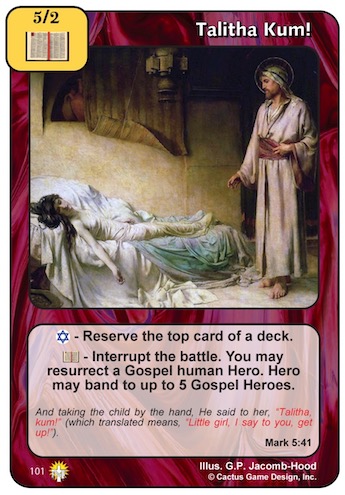 5/2
Talitha Kum!
- Reserve the top card of a deck.
- Interrupt the battle. You may
resurrect a Gospel human Hero. Hero
may band to up to 5 Gospel Heroes.
And taking the child by the hand, He said to her, “Talitha,
kum!” (which translated means, “Little girl, I say to you, get
up!”).
Mark 5:41
101
Illus. G.P. Jacomb-Hood
© Cactus Game Design, Inc.